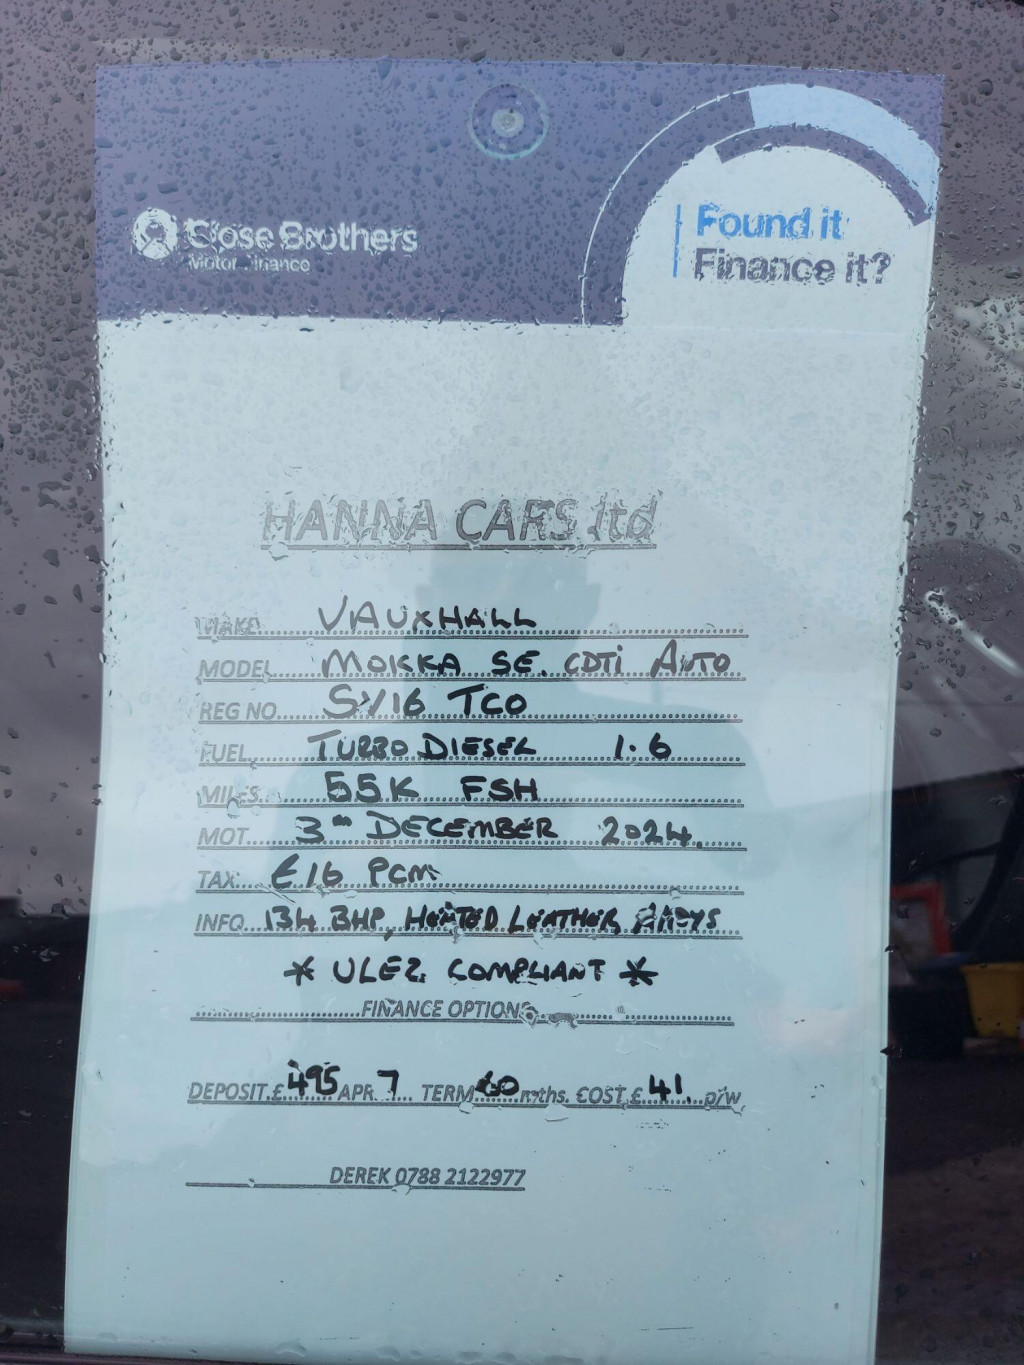 Close Brothers
Motor Finance
Found it
Finance it?
HANNA CARS ltd
MAKE..... VAUXHALL
MODEL MOKKA SE. CDTi AUTO
REG NO..... SV16 TCO
FUEL..... TURBO DIESEL 1.6
MILES..... 55K FSH
MOT..... 3RD DECEMBER 2024.
TAX:..... £16 PCM
INFO.... 134 BHP, HEATED LEATHER,
* ULEZ COMPLIANT *
FINANCE OPTIONS
DEPOSIT £ 495 APR 7 .... TERM 60 mths. COST £ 41. p/w
DEREK 0788 2122977